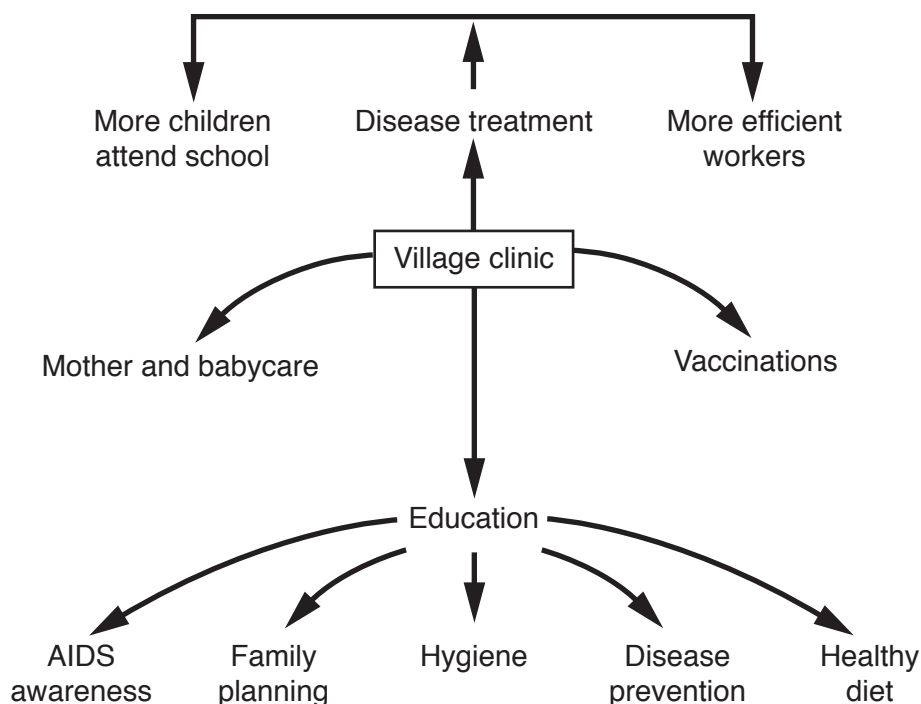 More children
attend school
Disease treatment
More efficient
workers
Village clinic
Mother and babycare
Vaccinations
Education
AIDS
awareness
Family
planning
Hygiene
Disease
prevention
Healthy
diet